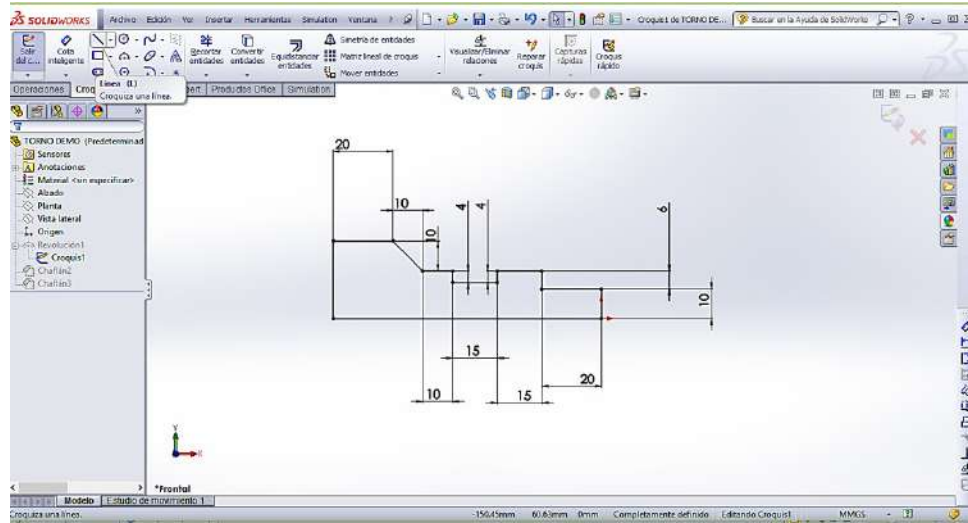 SOLIDWORKS Archivo Edición Ver Insertar Herramientas Simulation Ventana ? Croquis1 de TORNO DE... Buscar en la Ayuda de SolidWorks
Salir del c... Cota inteligente Recortar entidades Convertir entidades Equidistanciar entidades Simetría de entidades Matriz lineal de croquis Mover entidades Visualizar/Eliminar relaciones Reparar croquis Capturas rápidas Croquis rápido
Operaciones Croq Línea (L) ert Productos Office Simulation
Croquiza una línea.
TORNO DEMO (Predeterminad
Sensores
Anotaciones
Material <sin especificar>
Alzado
Planta
Vista lateral
Origen
Revolución1
Croquis1
Chaflán2
Chaflán3
20
10
10
4
4
6
10
15
20
10
15
Y
X
*Frontal
Modelo Estudio de movimiento 1
Croquiza una línea. -150.45mm 60.63mm 0mm Completamente definido Editando Croquis1 MMGS